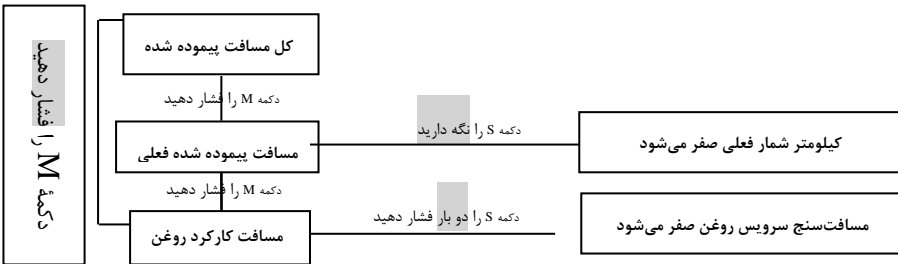 دکمهٔ M را فشار دهید
کل مسافت پیموده شده
دکمه M را فشار دهید
مسافت پیموده شده فعلی
دکمه S را نگه دارید
کیلومتر شمار فعلی صفر می‌شود
دکمه M را فشار دهید
مسافت کارکرد روغن
دکمه S را دو بار فشار دهید
مسافت‌سنج سرویس روغن صفر می‌شود